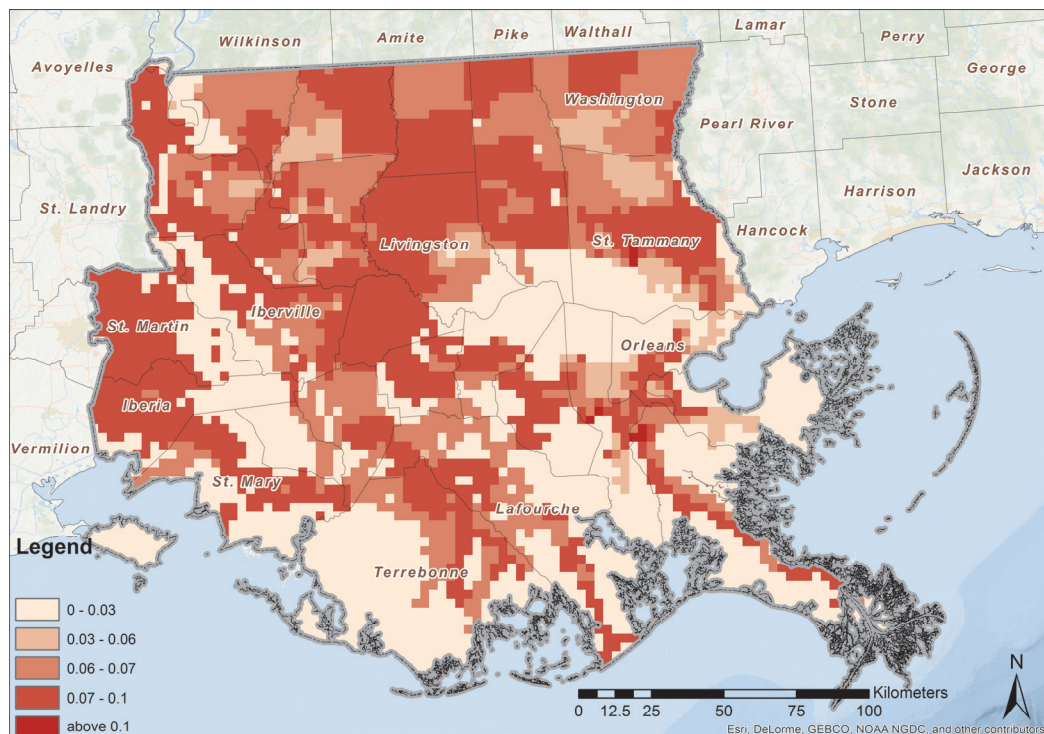 Wilkinson
Amite
Pike
Walthall
Lamar
Perry
Avoyelles
George
Washington
Stone
Pearl River
Jackson
Harrison
St. Landry
Hancock
Livingston
St. Tammany
Iberville
St. Martin
Orleans
Iberia
Vermilion
St. Mary
Lafourche
Terrebonne
Legend
0 - 0.03
0.03 - 0.06
0.06 - 0.07
0.07 - 0.1
above 0.1
N
Kilometers
0 12.5 25 50 75 100
Esri, DeLorme, GEBCO, NOAA NGDC, and other contributors